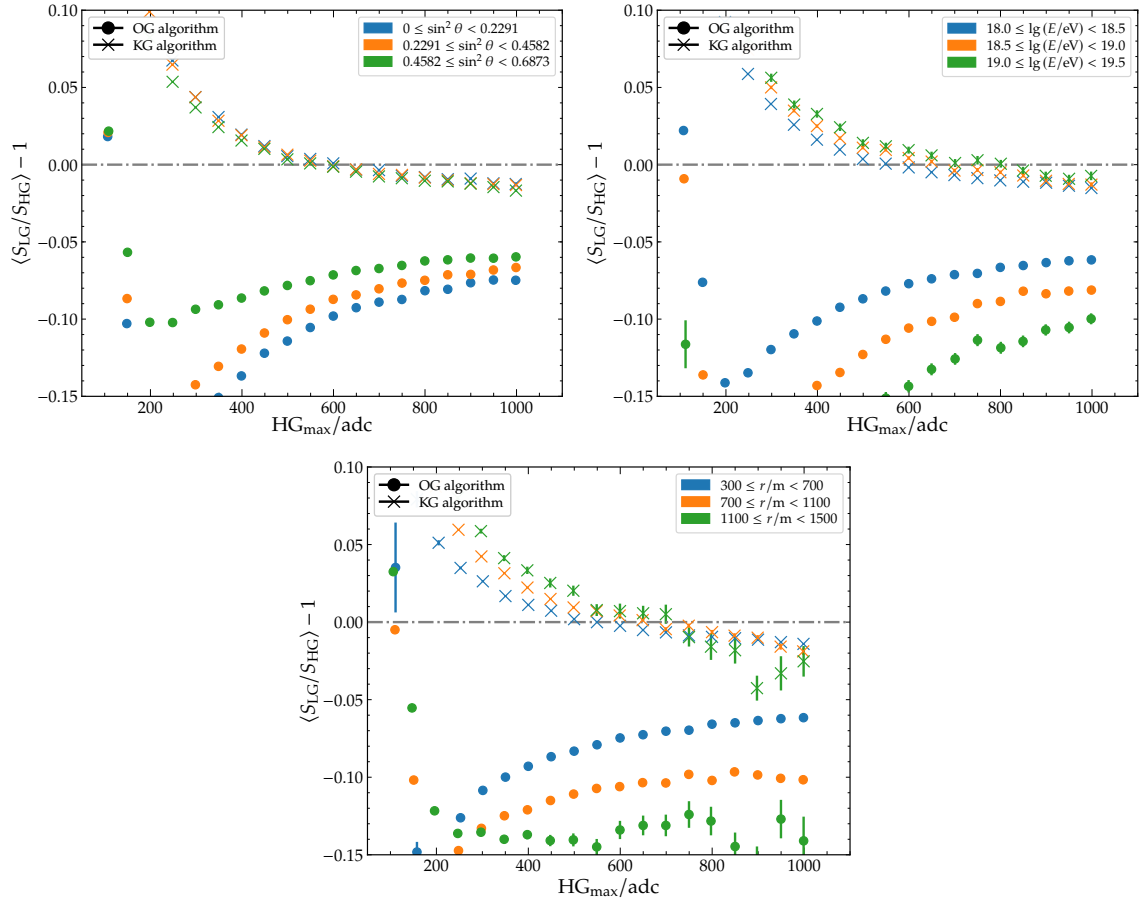 OG algorithm
KG algorithm
0 ≤ sin² θ < 0.2291
0.2291 ≤ sin² θ < 0.4582
0.4582 ≤ sin² θ < 0.6873
0.10
0.05
0.00
−0.05
−0.10
−0.15
⟨S_LG/S_HG⟩ − 1
200 400 600 800 1000
HG_max/adc
OG algorithm
KG algorithm
18.0 ≤ lg (E/eV) < 18.5
18.5 ≤ lg (E/eV) < 19.0
19.0 ≤ lg (E/eV) < 19.5
0.10
0.05
0.00
−0.05
−0.10
−0.15
⟨S_LG/S_HG⟩ − 1
200 400 600 800 1000
HG_max/adc
OG algorithm
KG algorithm
300 ≤ r/m < 700
700 ≤ r/m < 1100
1100 ≤ r/m < 1500
0.10
0.05
0.00
−0.05
−0.10
−0.15
⟨S_LG/S_HG⟩ − 1
200 400 600 800 1000
HG_max/adc